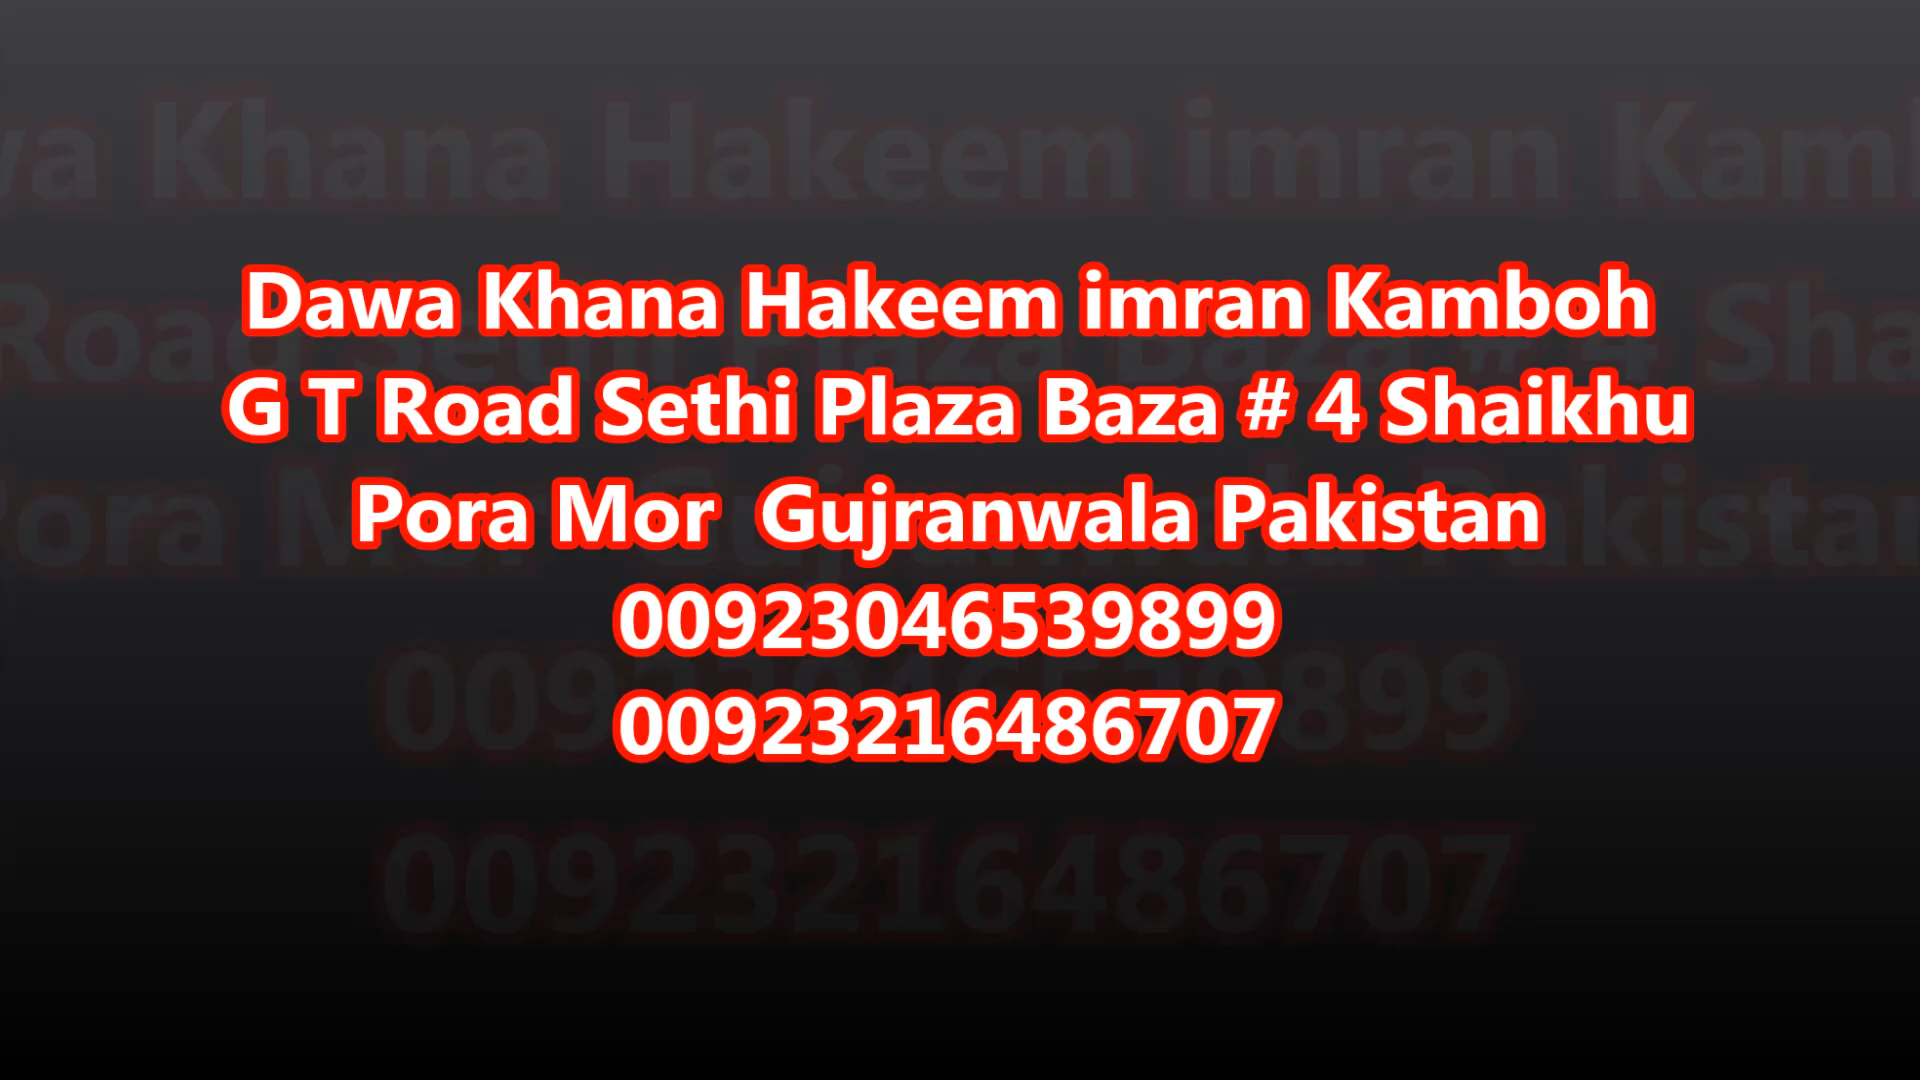 Dawa Khana Hakeem imran Kamboh
G T Road Sethi Plaza Baza # 4 Shaikhu
Pora Mor  Gujranwala Pakistan
00923046539899
00923216486707